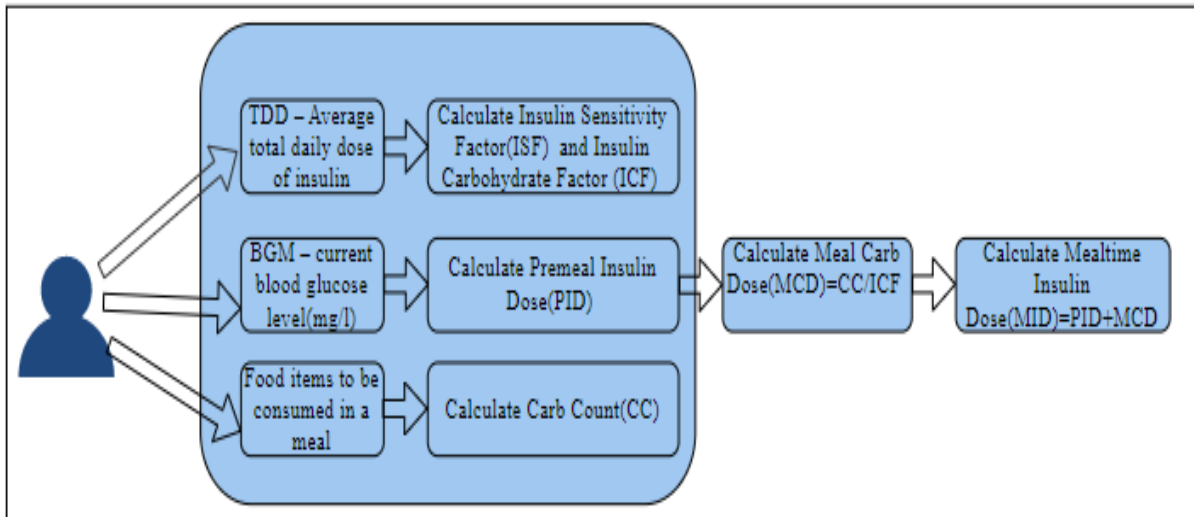 TDD – Average
total daily dose
of insulin
Calculate Insulin Sensitivity
Factor(ISF) and Insulin
Carbohydrate Factor (ICF)
BGM – current
blood glucose
level(mg/l)
Calculate Premeal Insulin
Dose(PID)
Calculate Meal Carb
Dose(MCD)=CC/ICF
Calculate Mealtime
Insulin
Dose(MID)=PID+MCD
Food items to be
consumed in a
meal
Calculate Carb Count(CC)